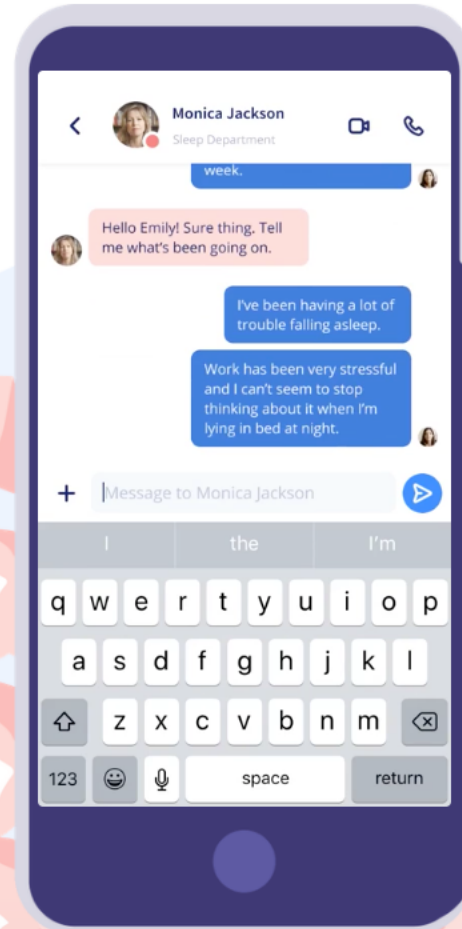 Monica Jackson
Sleep Department
week.
Hello Emily! Sure thing. Tell
me what's been going on.
I've been having a lot of
trouble falling asleep.
Work has been very stressful
and I can't seem to stop
thinking about it when I'm
lying in bed at night.
Message to Monica Jackson
I the I'm
q w e r t y u i o p
a s d f g h j k l
z x c v b n m
123 space return